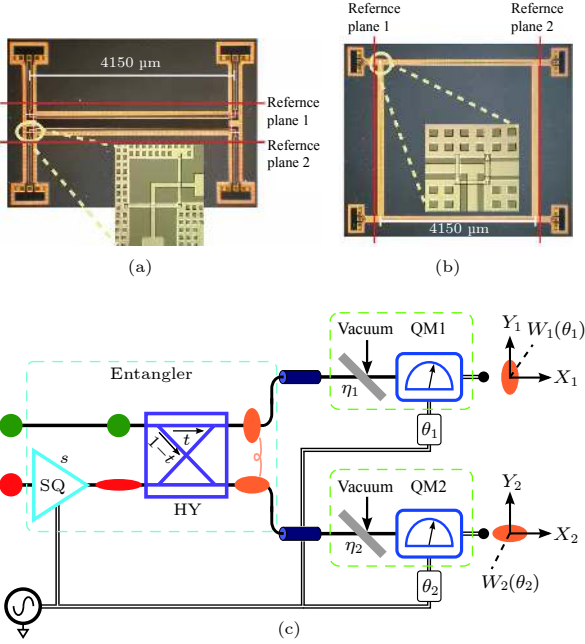 4150 μm
Refernce
plane 1
Refernce
plane 2
(a)
Refernce
plane 1
Refernce
plane 2
4150 μm
(b)
Entangler
s
SQ
t
1−t
HY
Vacuum
QM1
η1
θ1
Y1
W1(θ1)
X1
Vacuum
QM2
η2
θ2
Y2
X2
W2(θ2)
(c)